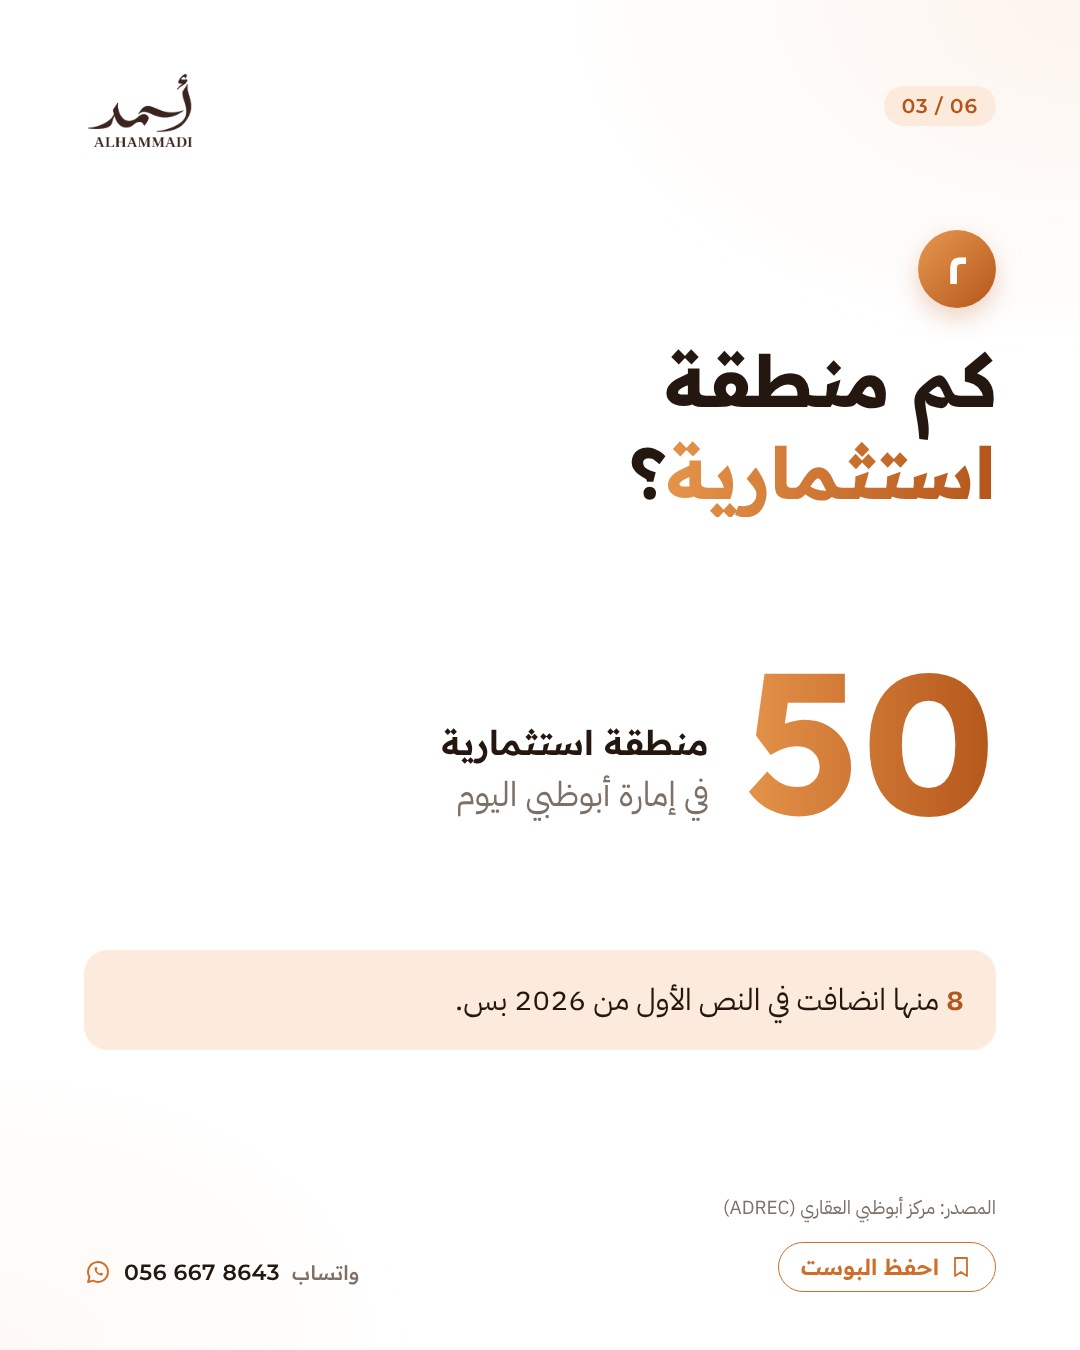 أحمد
ALHAMMADI
03 / 06
٢
كم منطقة
استثمارية؟
50
منطقة استثمارية
في إمارة أبوظبي اليوم
8 منها انضافت في النص الأول من 2026 بس.
المصدر: مركز أبوظبي العقاري (ADREC)
احفظ البوست
واتساب 056 667 8643